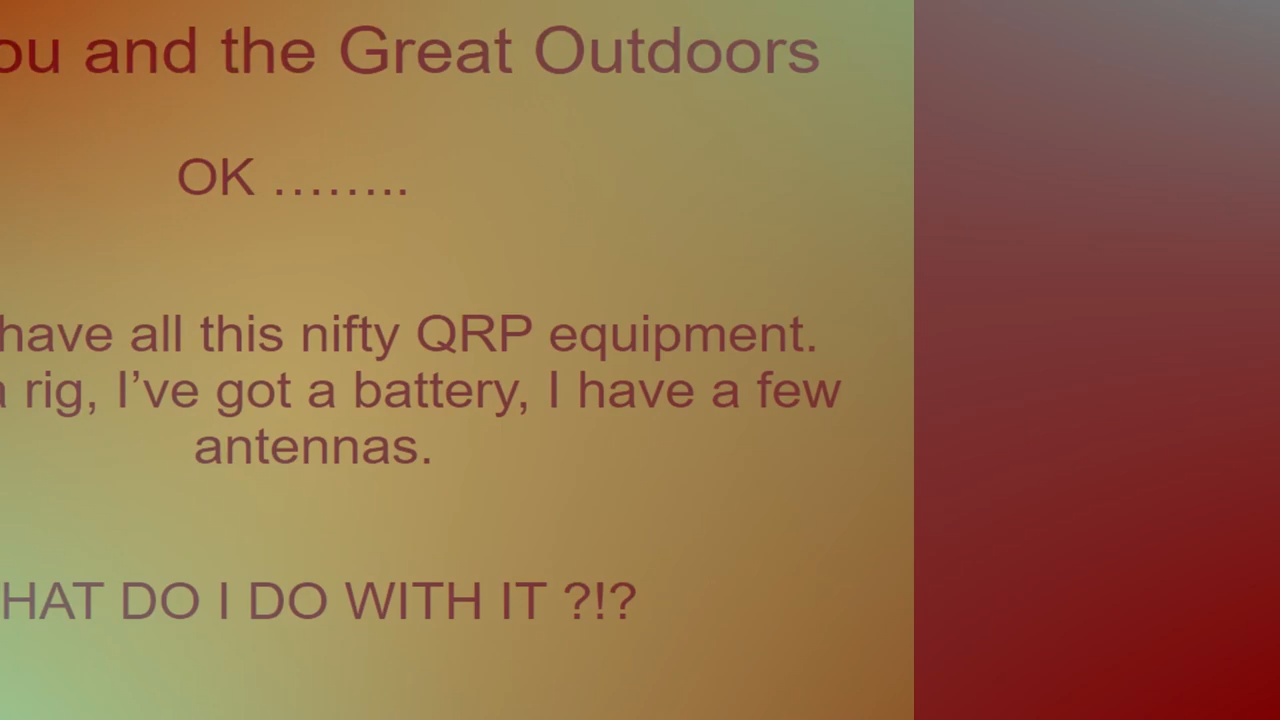 ou and the Great Outdoors
OK ……..
have all this nifty QRP equipment.
a rig, I’ve got a battery, I have a few
antennas.
HAT DO I DO WITH IT ?!?